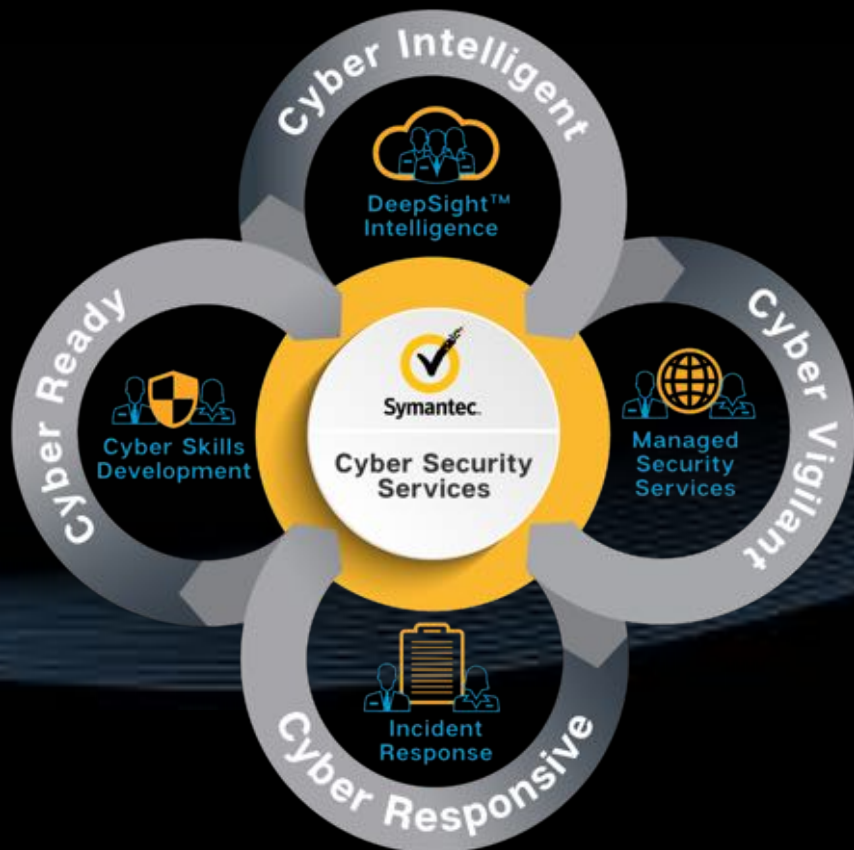 Cyber Intelligent
DeepSight™
Intelligence
Cyber Ready
Cyber Skills
Development
Symantec.
Cyber Security
Services
Managed
Security
Services
Cyber Vigilant
Incident
Response
Cyber Responsive